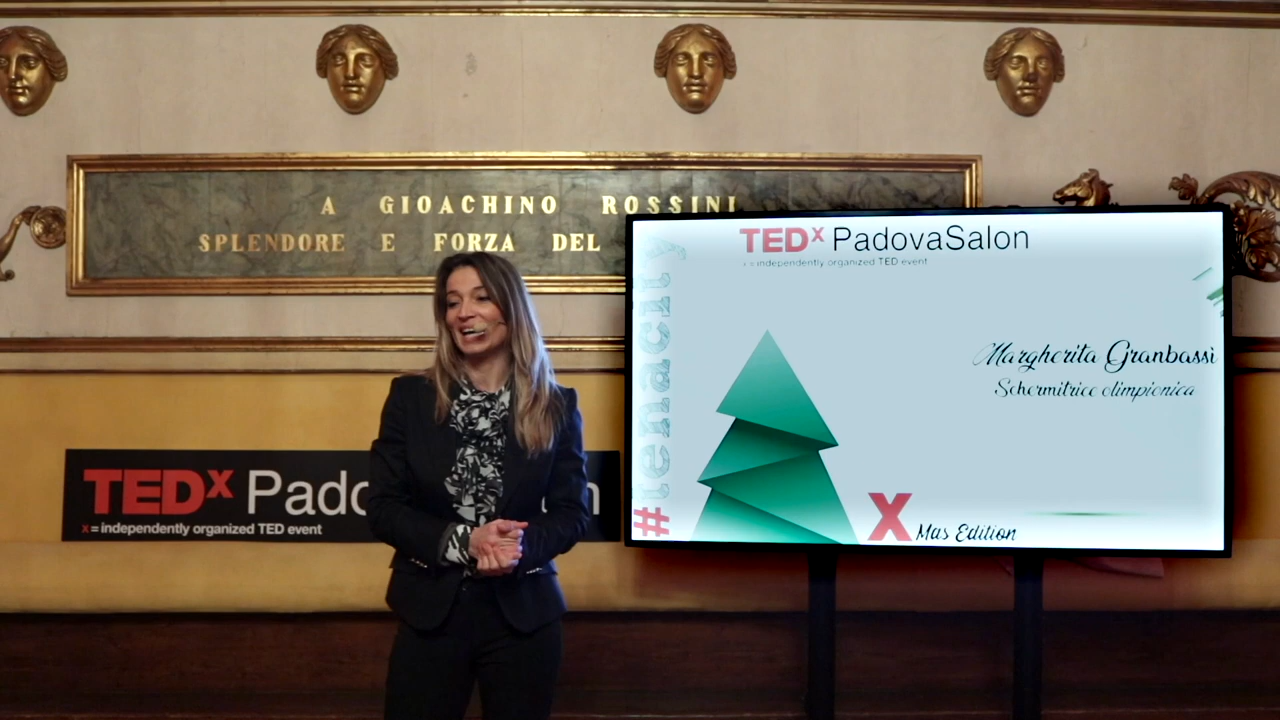 A GIOACHINO ROSSINI
SPLENDORE E FORZA DEL
TEDx PadovaSalon
x = independently organized TED event
#tenacity
Margherita Granbassi
Schermitrice olimpionica
X Mas Edition
TEDx Pado n
x = independently organized TED event